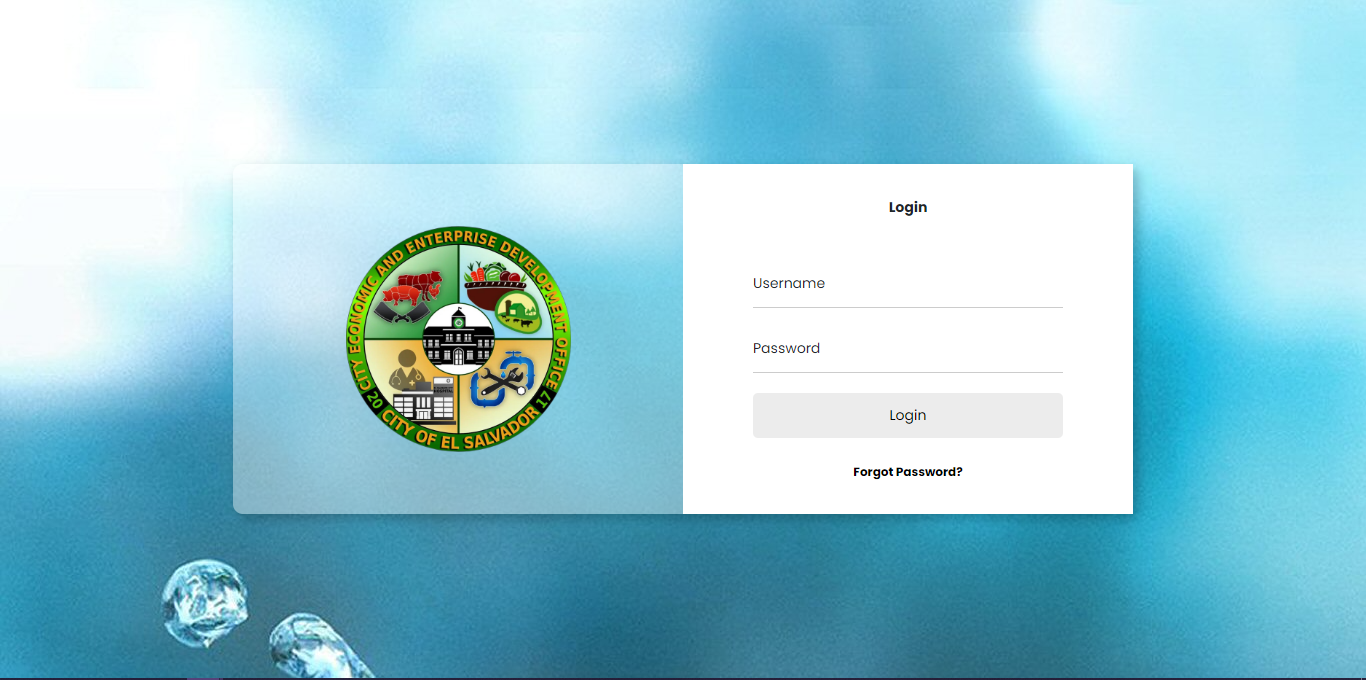 CITY ECONOMIC AND ENTERPRISE DEVELOPMENT OFFICE
20 CITY OF EL SALVADOR 17
Login
Username
Password
Login
Forgot Password?